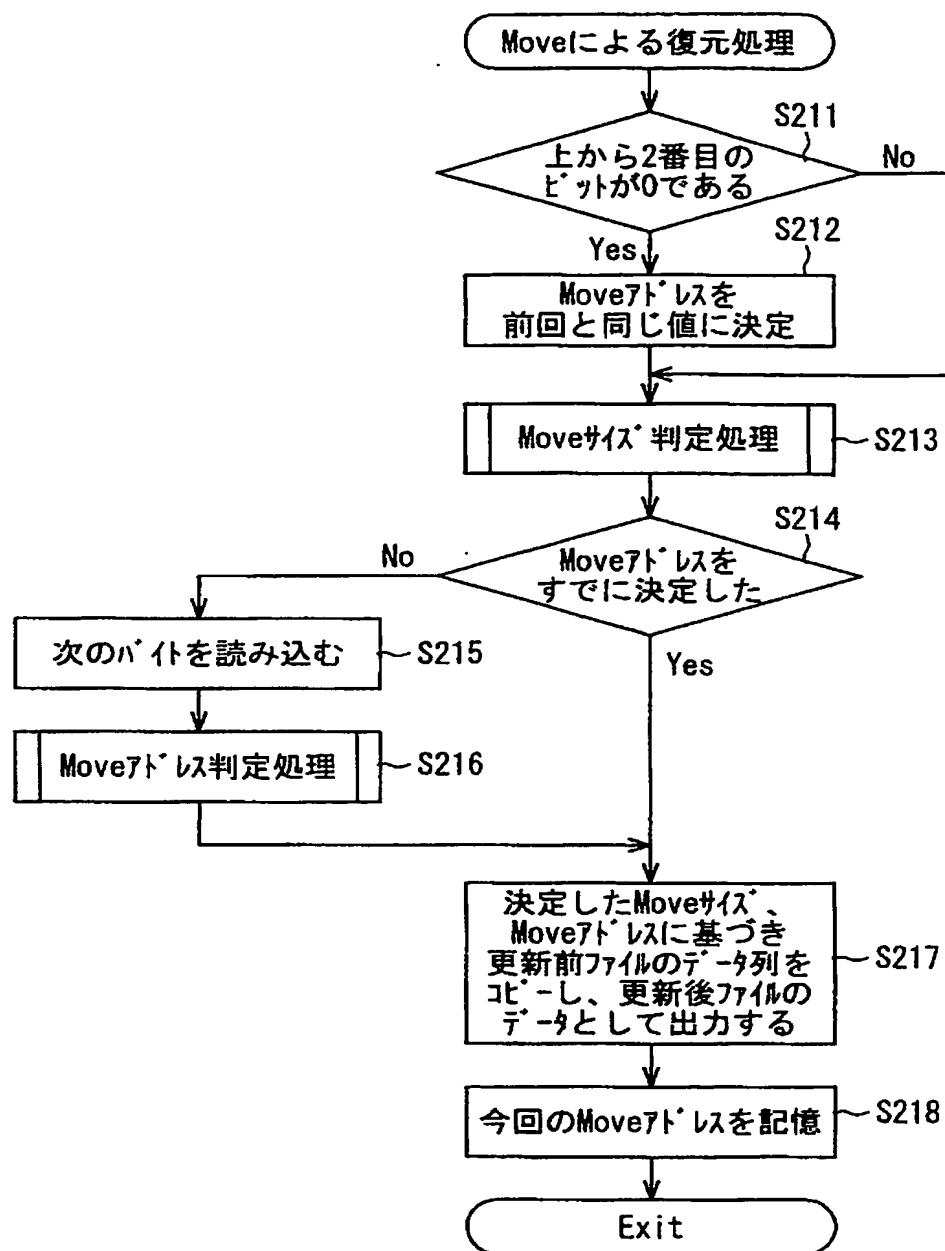 Moveによる復元処理
S211
上から2番目の
ビットが0である
No
Yes
S212
Moveアドレスを
前回と同じ値に決定
Moveサイズ判定処理
S213
S214
Moveアドレスを
すでに決定した
No
Yes
次のバイトを読み込む
S215
Moveアドレス判定処理
S216
決定したMoveサイズ、
Moveアドレスに基づき
更新前ファイルのデータ列を
コピーし、更新後ファイルの
データとして出力する
S217
今回のMoveアドレスを記憶
S218
Exit